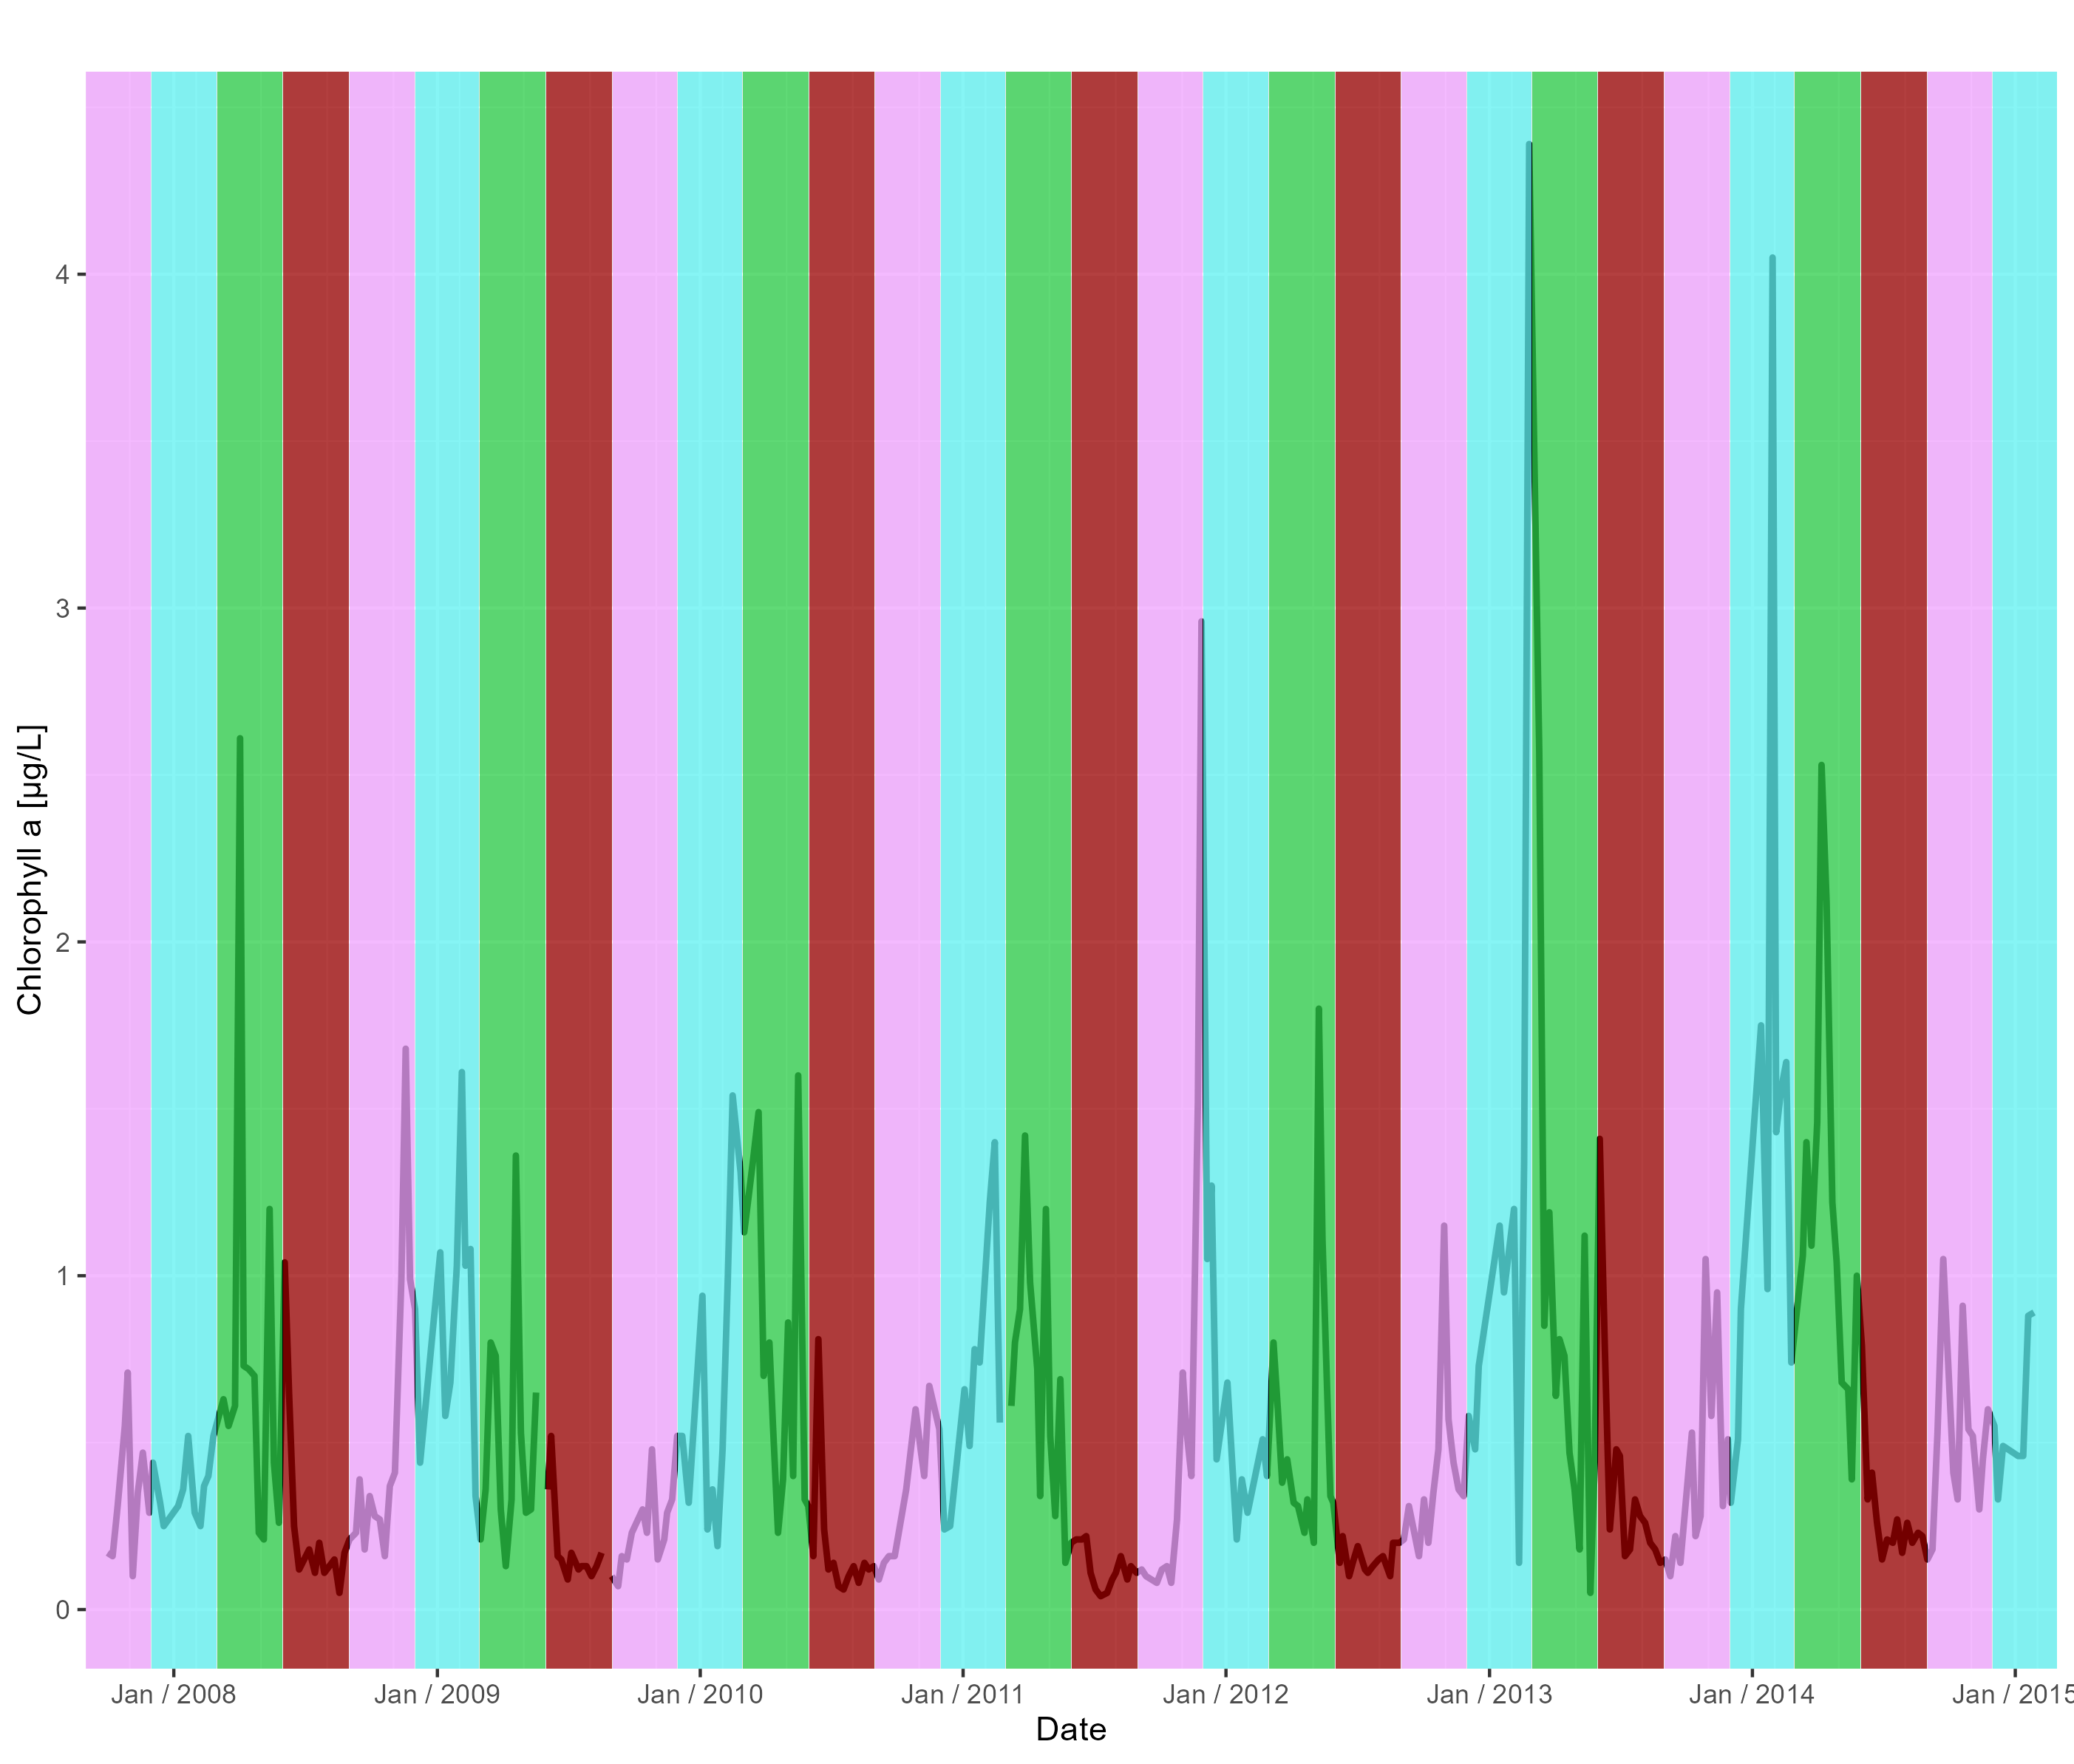 Chlorophyll a [µg/L]
4
3
2
1
0
Jan / 2008
Jan / 2009
Jan / 2010
Jan / 2011
Jan / 2012
Jan / 2013
Jan / 2014
Jan / 2015
Date